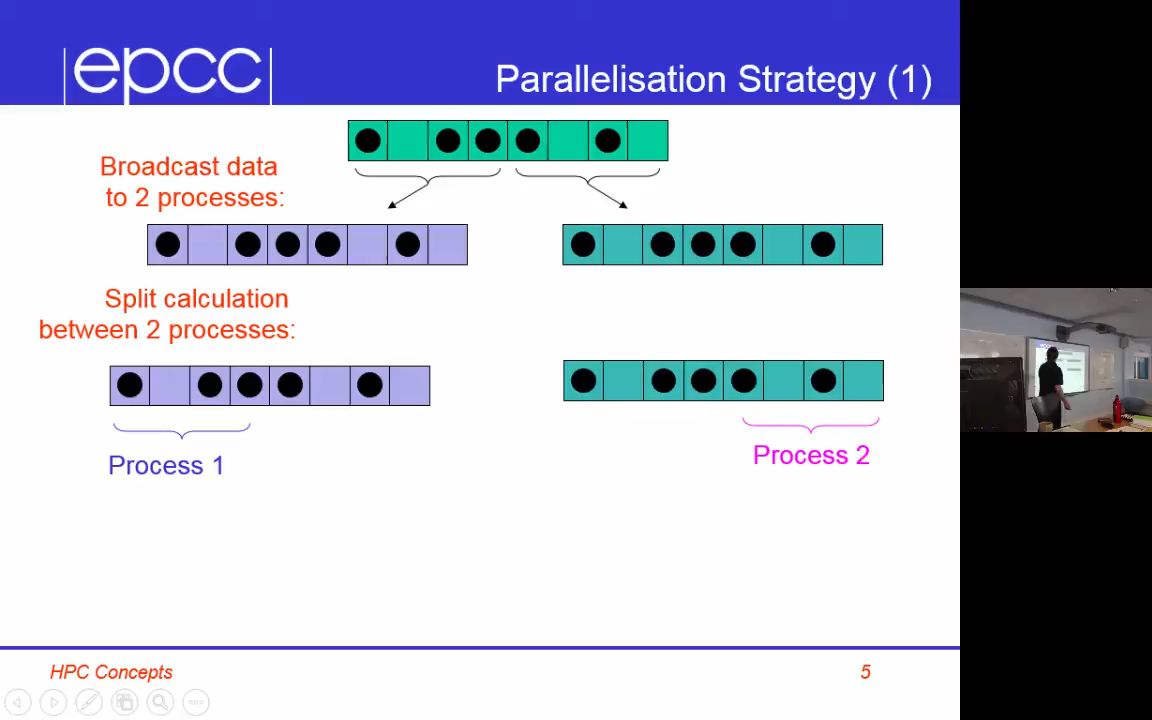 epcc
Parallelisation Strategy (1)
Broadcast data
to 2 processes:
Split calculation
between 2 processes:
Process 1
Process 2
HPC Concepts
5